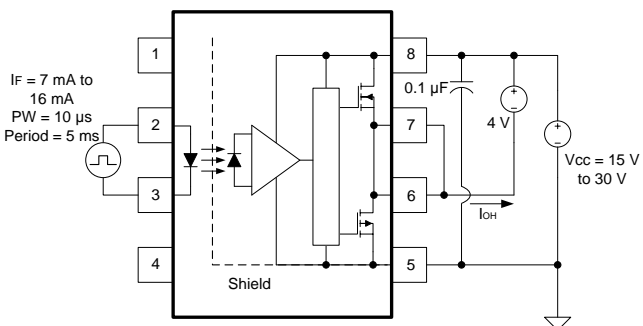 IF = 7 mA to
16 mA
PW = 10 µs
Period = 5 ms
1
2
3
4
Shield
8
7
6
5
0.1 µF
4 V
IOH
VCC = 15 V
to 30 V